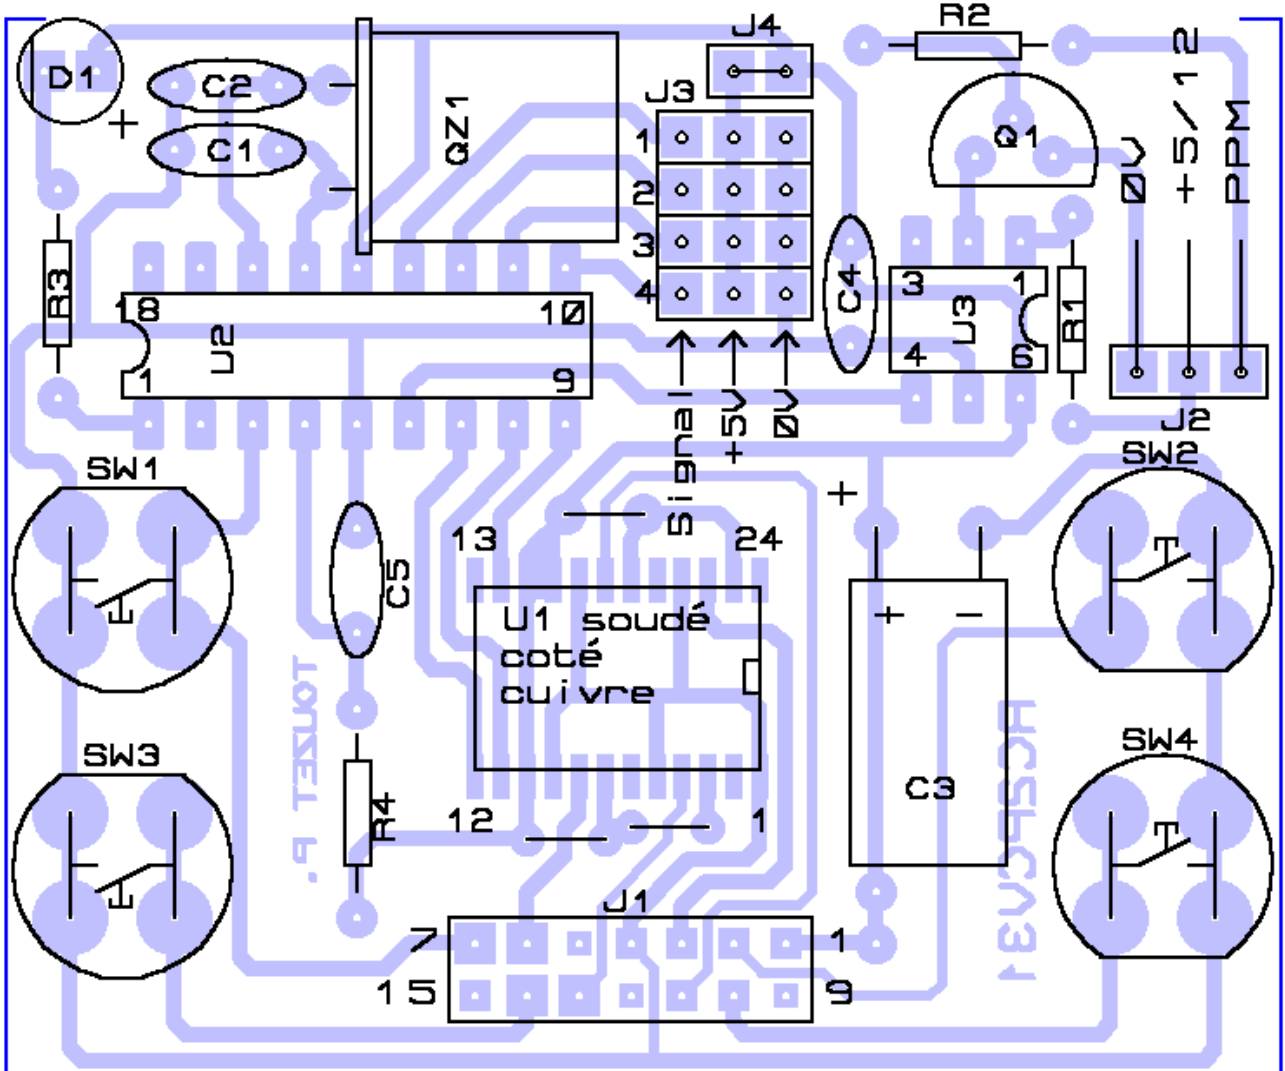 R2
J4
D1
C2
+
C1
QZ1
J3
1
2
3
4
Q1
0V
+5/12
PPM
R3
18
10
U2
1
9
C4
3
1
U3
4
6
R1
J2
Signal
+5V
0V
SW1
SW2
+
13
24
C5
U1 soudé
coté
cuivre
+ -
TOUZET P.
RC2PCV31
SW3
SW4
C3
R4
12
1
J1
7
1
15
9